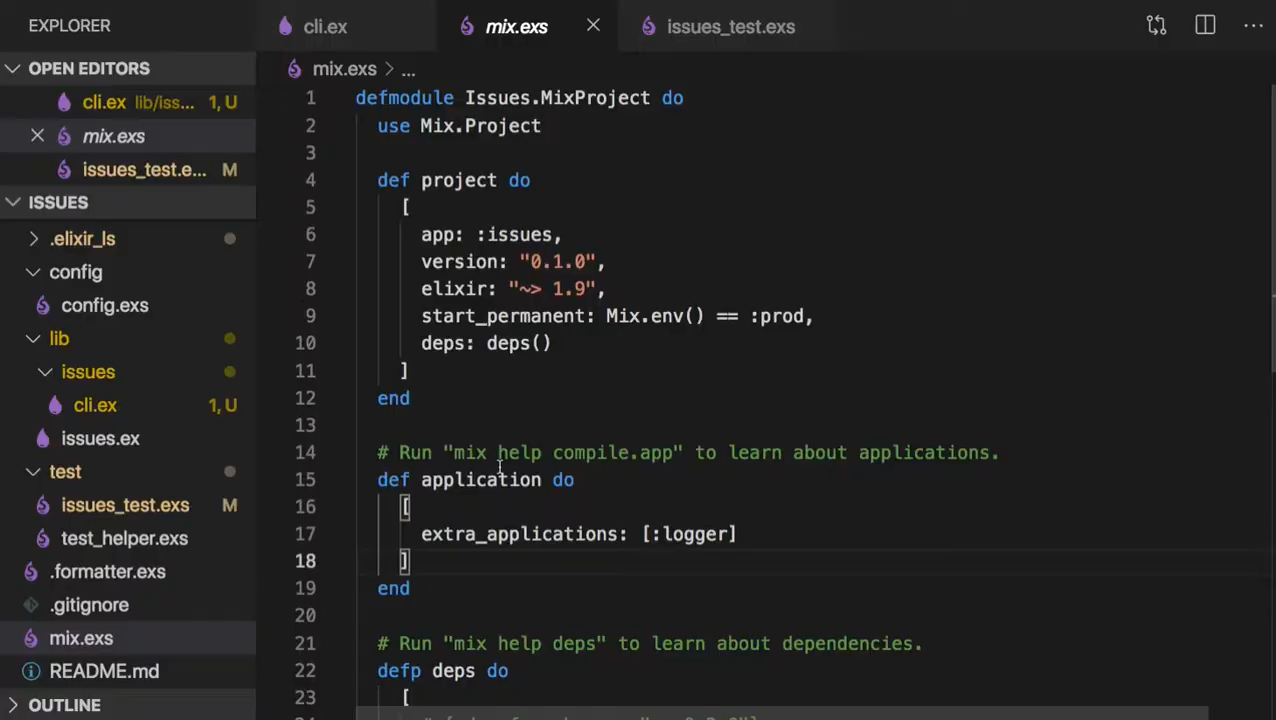 EXPLORER
cli.ex
mix.exs
issues_test.exs
OPEN EDITORS
cli.ex lib/iss... 1, U
mix.exs
issues_test.e... M
ISSUES
.elixir_ls
config
config.exs
lib
issues
cli.ex 1, U
issues.ex
test
issues_test.exs M
test_helper.exs
.formatter.exs
.gitignore
mix.exs
README.md
OUTLINE
mix.exs > ...
1 defmodule Issues.MixProject do
2 use Mix.Project
3
4 def project do
5 [
6 app: :issues,
7 version: "0.1.0",
8 elixir: "~> 1.9",
9 start_permanent: Mix.env() == :prod,
10 deps: deps()
11 ]
12 end
13
14 # Run "mix help compile.app" to learn about applications.
15 def application do
16 [
17 extra_applications: [:logger]
18 ]
19 end
20
21 # Run "mix help deps" to learn about dependencies.
22 defp deps do
23 [